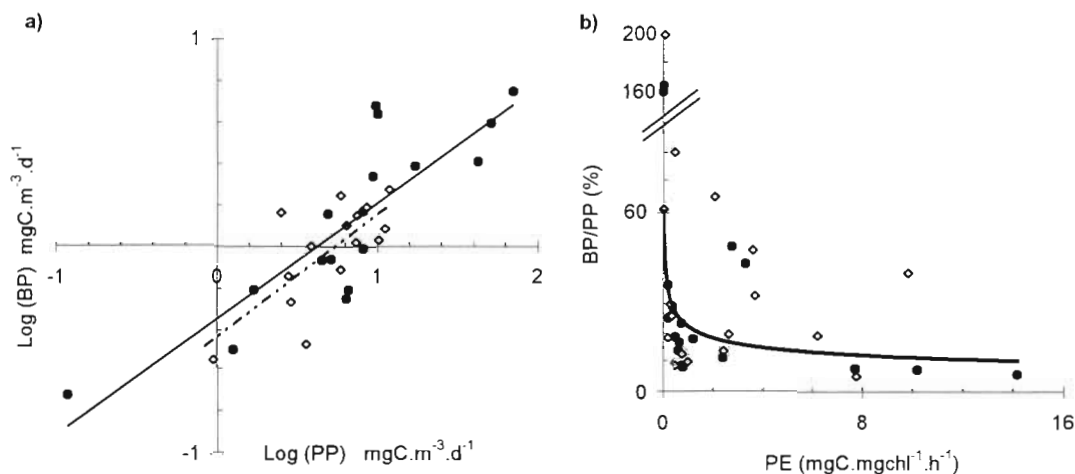 a)
1
Log (BP) mgC.m⁻³.d⁻¹
-1
0
1
2
-1
Log (PP) mgC.m⁻³.d⁻¹
b)
200
160
60
0
BP/PP (%)
0
8
16
PE (mgC.mgchl⁻¹.h⁻¹)